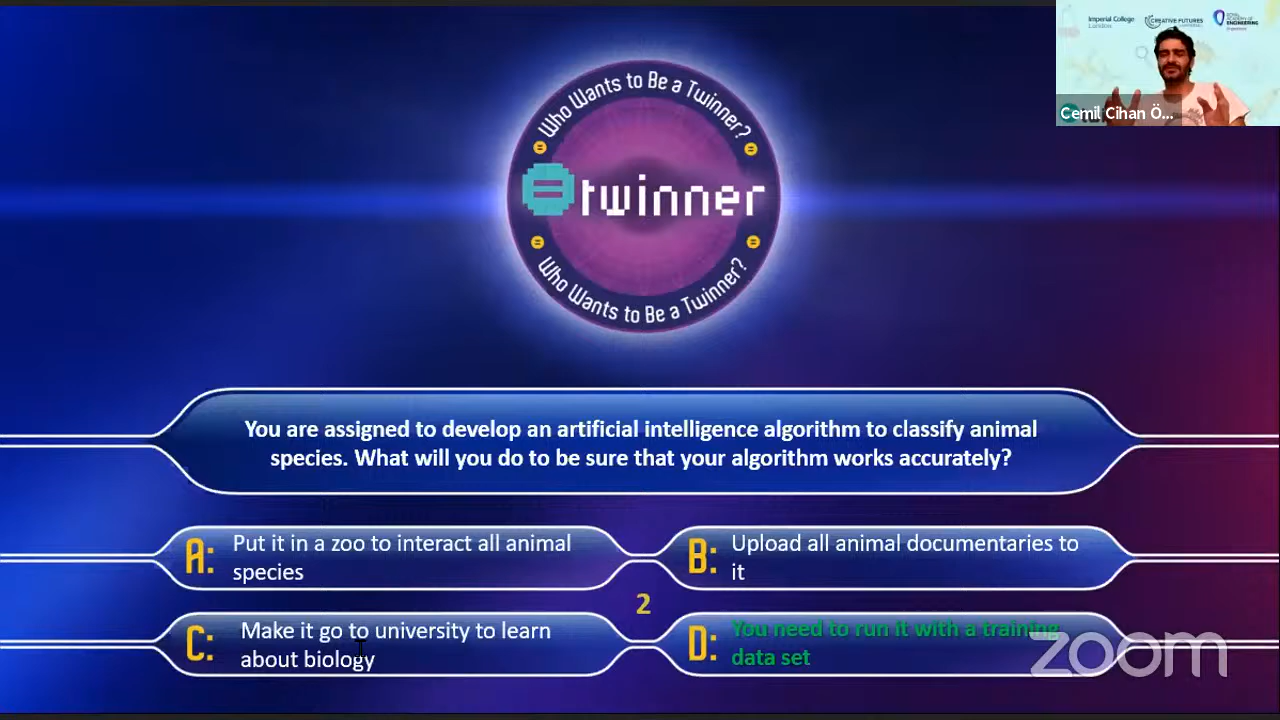 Imperial College
LONDON
CREATIVE FUTURES
ROYAL
ACADEMY OF
ENGINEERING
Cemil Cihan Ö...
Who Wants to Be a Twinner?
twinner
Who Wants to Be a Twinner?
You are assigned to develop an artificial intelligence algorithm to classify animal
species. What will you do to be sure that your algorithm works accurately?
A: Put it in a zoo to interact all animal
species
B: Upload all animal documentaries to
it
2
C: Make it go to university to learn
about biology
D: You need to run it with a training
data set
zoom